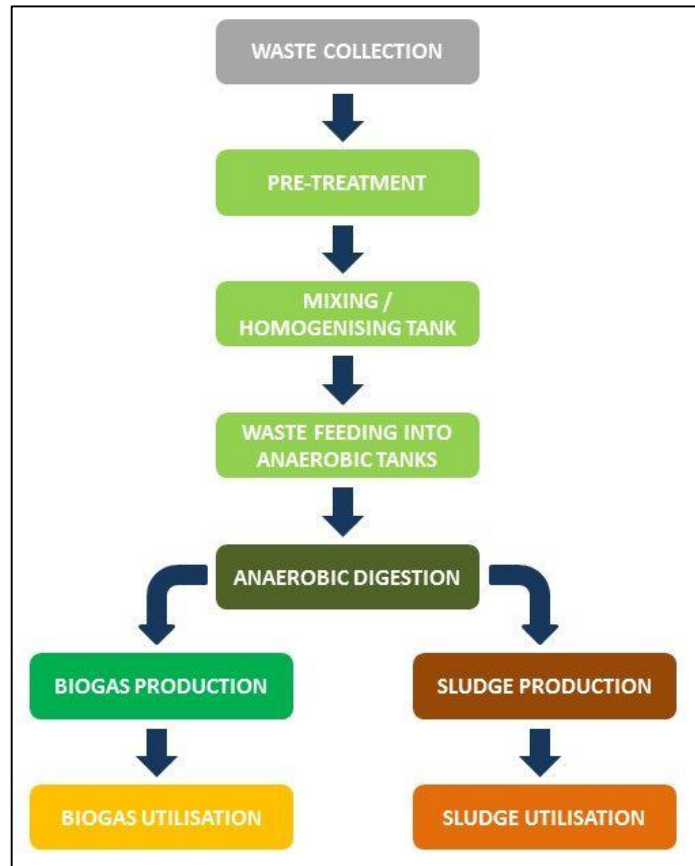 WASTE COLLECTION
PRE-TREATMENT
MIXING /
HOMOGENISING TANK
WASTE FEEDING INTO
ANAEROBIC TANKS
ANAEROBIC DIGESTION
BIOGAS PRODUCTION
SLUDGE PRODUCTION
BIOGAS UTILISATION
SLUDGE UTILISATION